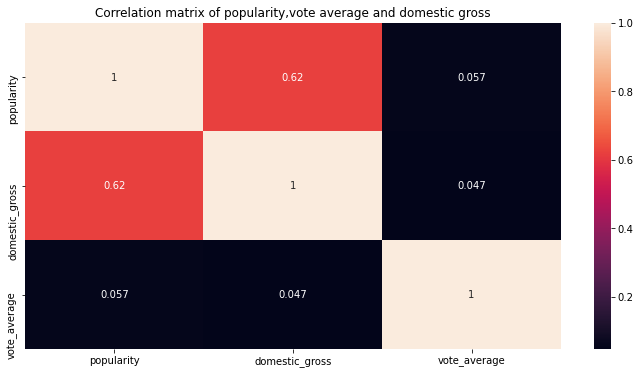 Correlation matrix of popularity,vote average and domestic gross
popularity
1
0.62
0.057
domestic_gross
0.62
1
0.047
vote_average
0.057
0.047
1
popularity
domestic_gross
vote_average
1.0
0.8
0.6
0.4
0.2